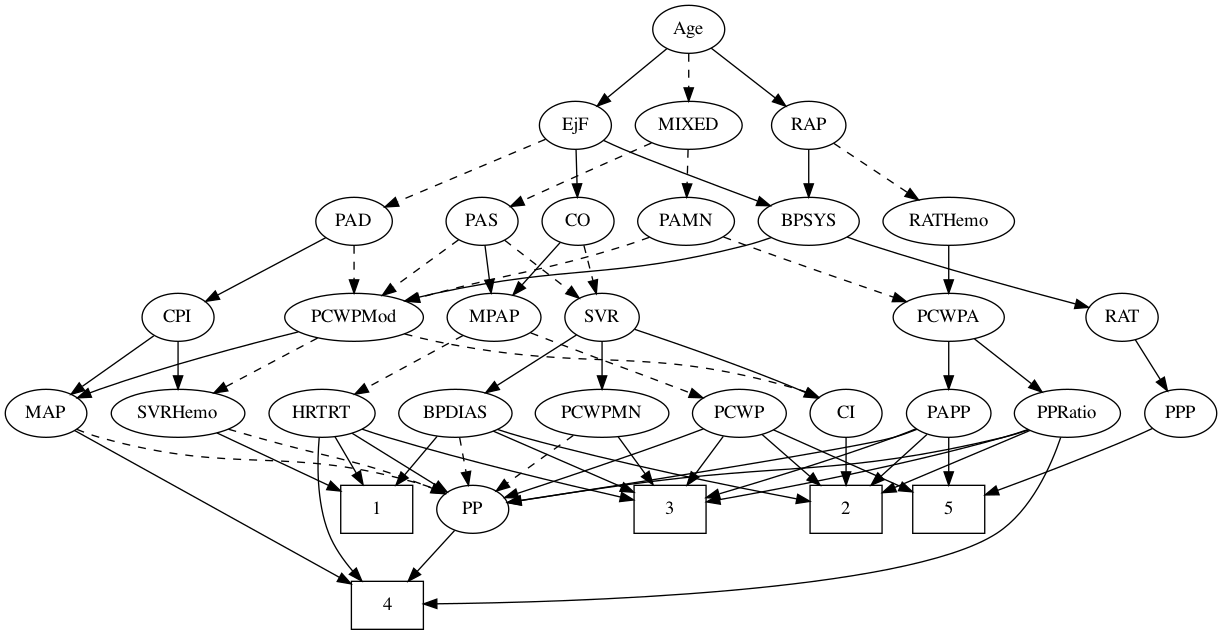 Age
EjF MIXED RAP
PAD PAS CO PAMN BPSYS RATHemo
CPI PCWPMod MPAP SVR PCWPA RAT
MAP SVRHemo HRTRT BPDIAS PCWPMN PCWP CI PAPP PPRatio PPP
1 PP 3 2 5
4